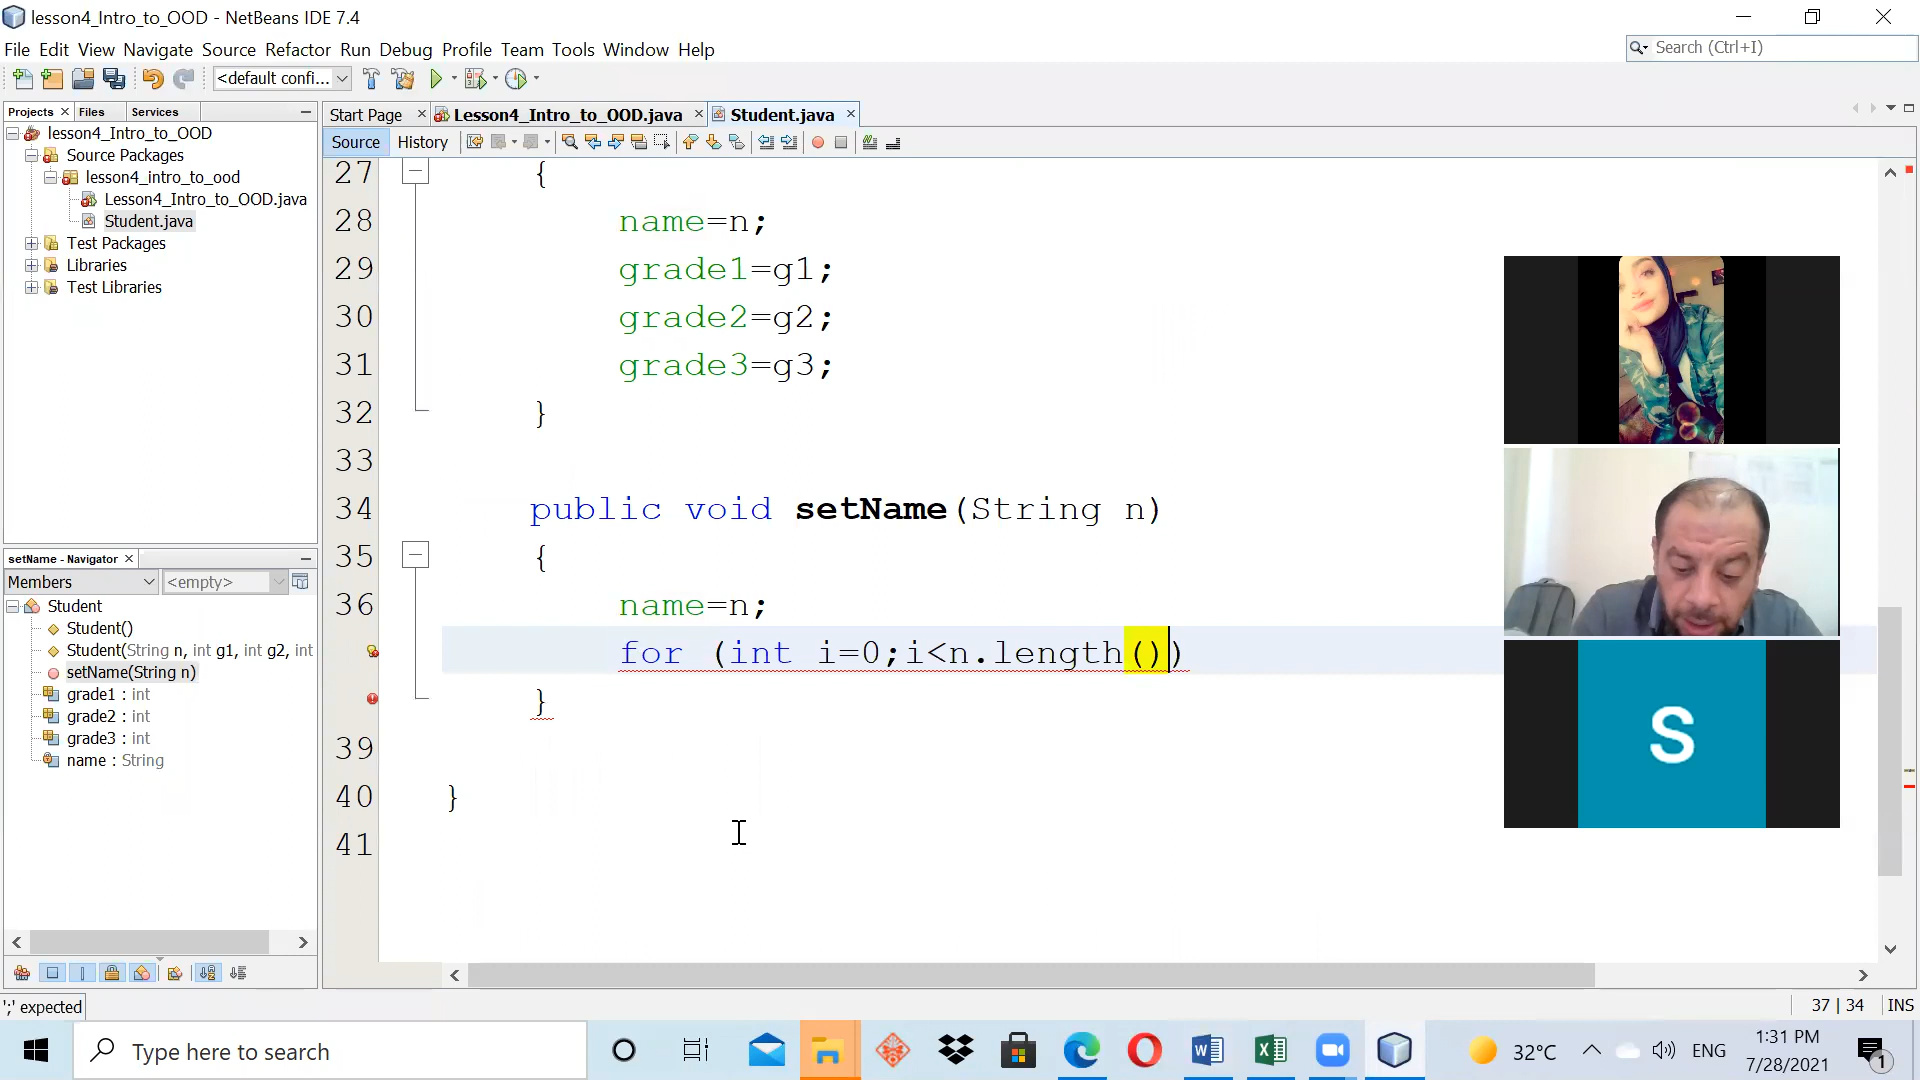 lesson4_Intro_to_OOD - NetBeans IDE 7.4
File Edit View Navigate Source Refactor Run Debug Profile Team Tools Window Help
Search (Ctrl+I)
<default confi...
Projects Files Services
Start Page Lesson4_Intro_to_OOD.java Student.java
lesson4_Intro_to_OOD
Source Packages
lesson4_intro_to_ood
Lesson4_Intro_to_OOD.java
Student.java
Test Packages
Libraries
Test Libraries
Source History
27 {
28 name=n;
29 grade1=g1;
30 grade2=g2;
31 grade3=g3;
32 }
33
34 public void setName(String n)
35 {
36 name=n;
for (int i=0;i<n.length())
}
39
40 }
41
setName - Navigator
Members <empty>
Student
Student()
Student(String n, int g1, int g2, int
setName(String n)
grade1 : int
grade2 : int
grade3 : int
name : String
S
';' expected
37 | 34 INS
Type here to search
32°C
ENG
1:31 PM
7/28/2021
1